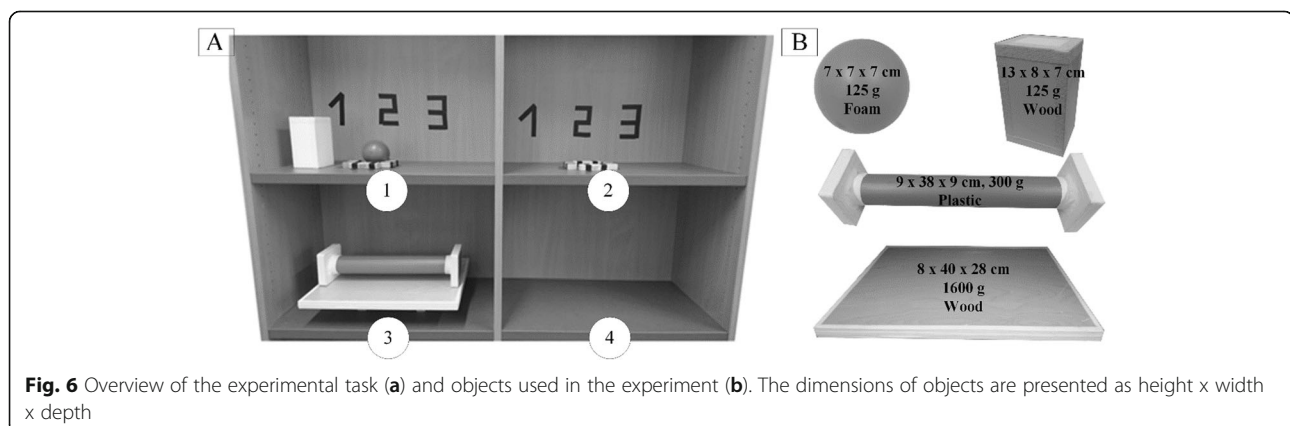 A
1 2 3
1 2 3
1
2
3
4
B
7 x 7 x 7 cm
125 g
Foam
13 x 8 x 7 cm
125 g
Wood
9 x 38 x 9 cm, 300 g
Plastic
8 x 40 x 28 cm
1600 g
Wood
Fig. 6 Overview of the experimental task (a) and objects used in the experiment (b). The dimensions of objects are presented as height x width
x depth